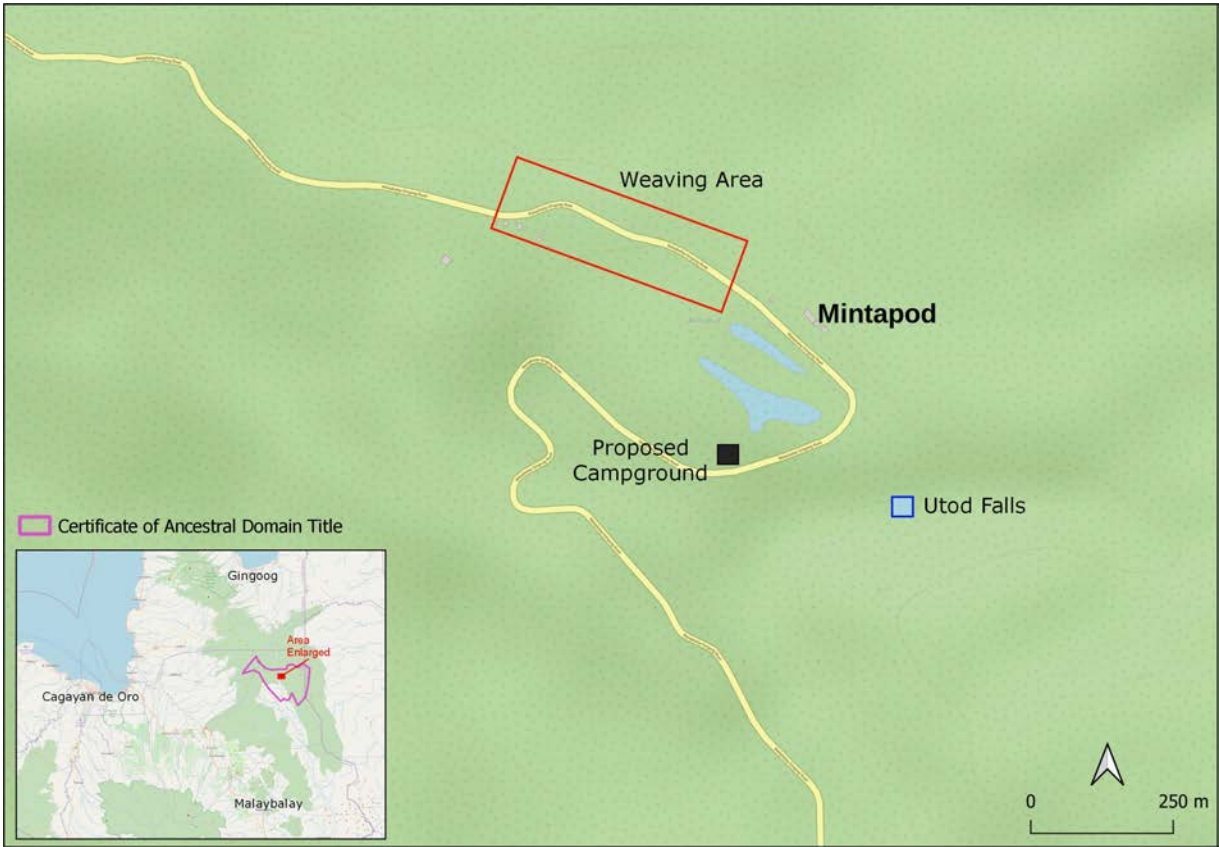 Weaving Area
Mintapod
Proposed
Campground
Utod Falls
Certificate of Ancestral Domain Title
Gingoog
Area
Enlarged
Cagayan de Oro
Malaybalay
0 250 m